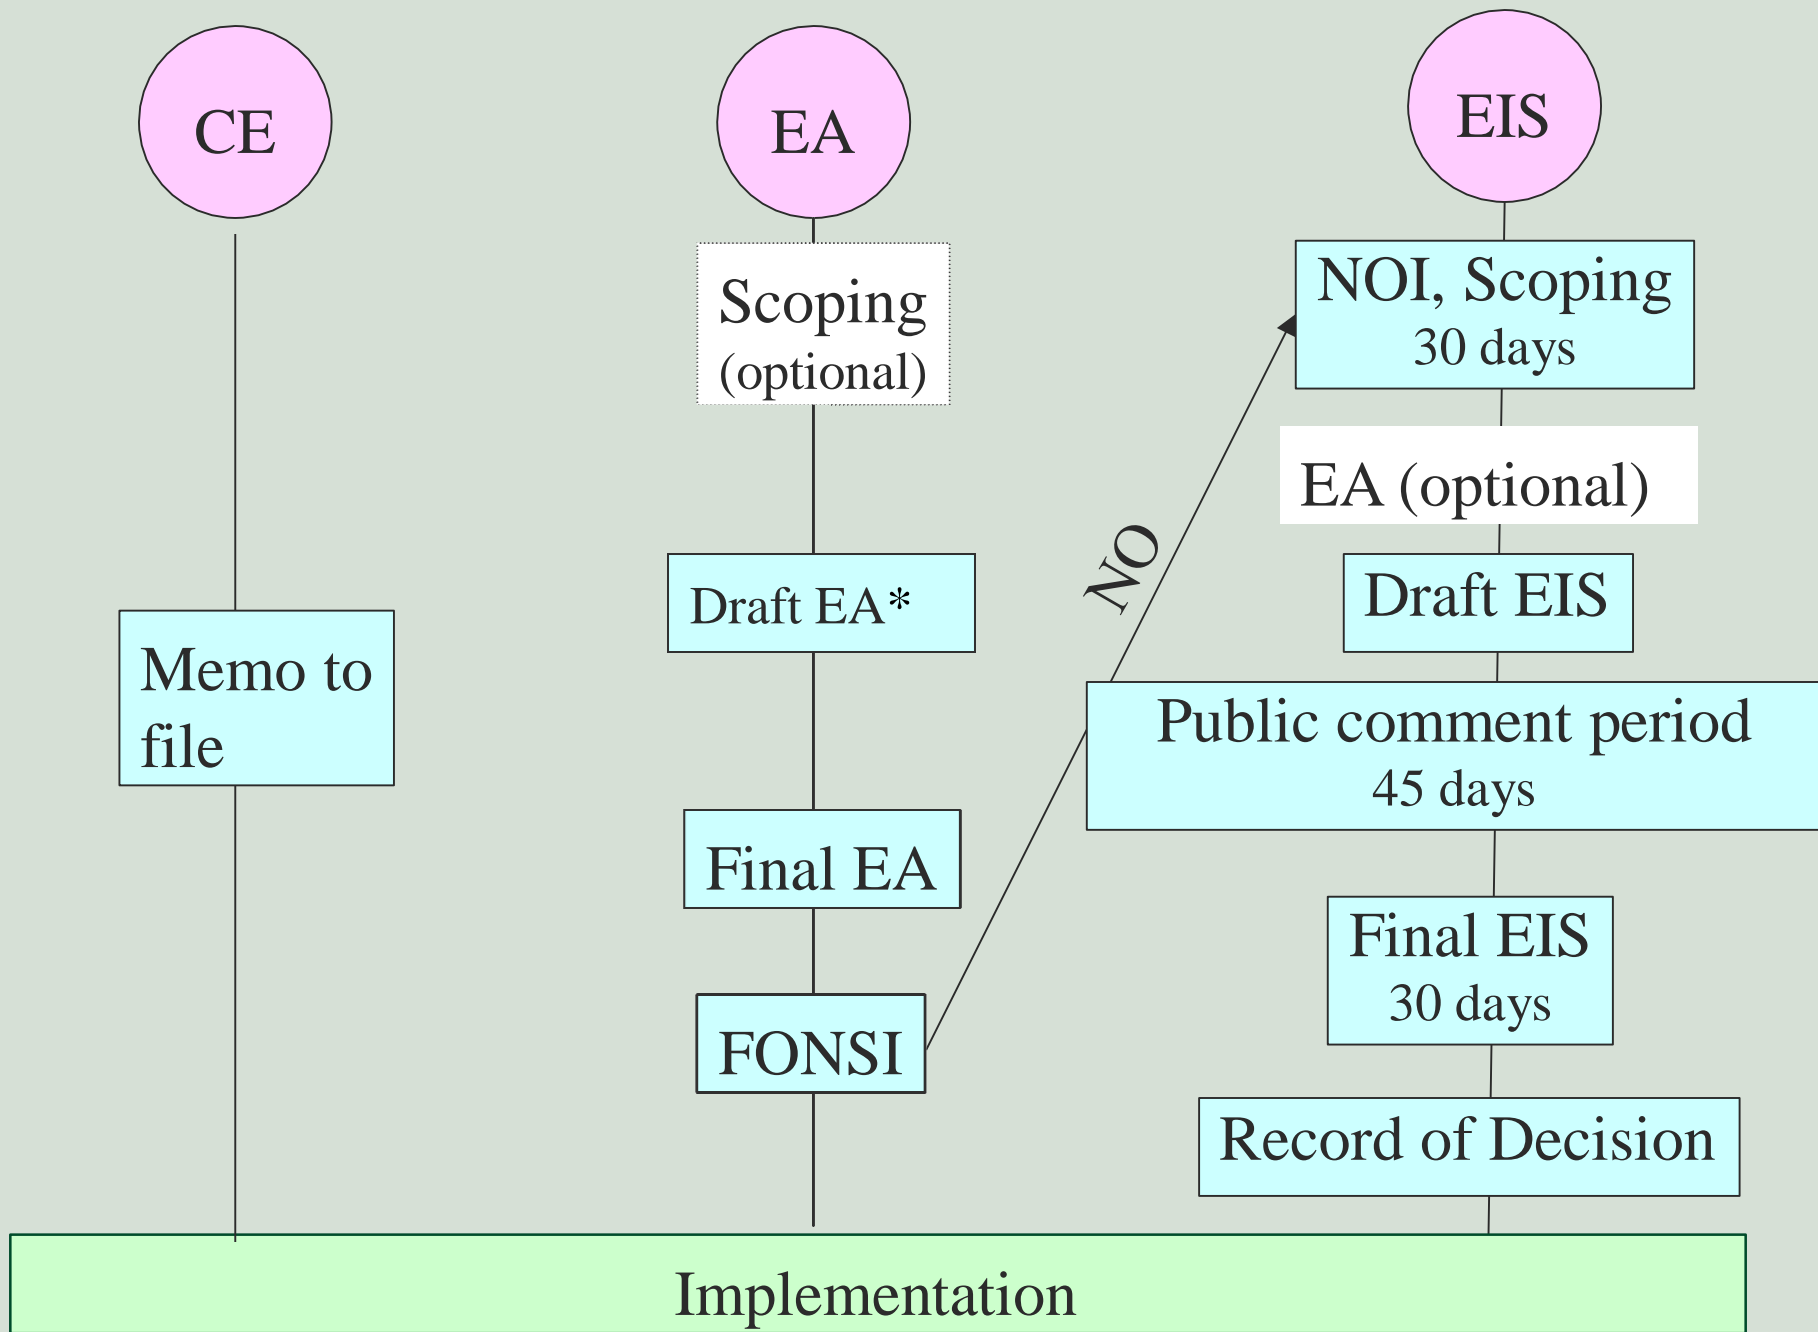 CE
EA
EIS
Scoping
(optional)
NOI, Scoping
30 days
EA (optional)
NO
Draft EA*
Draft EIS
Memo to
file
Public comment period
45 days
Final EA
Final EIS
30 days
FONSI
Record of Decision
Implementation